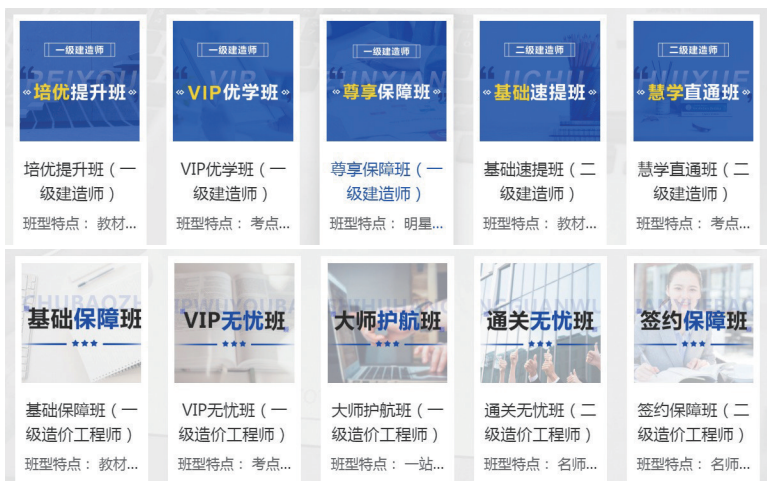 一级建造师
一级建造师
一级建造师
二级建造师
二级建造师
培优提升班
VIP优学班
尊享保障班
基础速提班
慧学直通班
培优提升班（一
级建造师）
VIP优学班（一
级建造师）
尊享保障班（一
级建造师）
基础速提班（二
级建造师）
慧学直通班（二
级建造师）
班型特点： 教材...
班型特点： 考点...
班型特点： 明星...
班型特点： 教材...
班型特点： 考点...
基础保障班
VIP无忧班
大师护航班
通关无忧班
签约保障班
基础保障班（一
级造价工程师）
VIP无忧班（一
级造价工程师）
大师护航班（一
级造价工程师）
通关无忧班（二
级造价工程师）
签约保障班（二
级造价工程师）
班型特点： 教材...
班型特点： 考点...
班型特点： 一站...
班型特点： 名师...
班型特点： 名师...